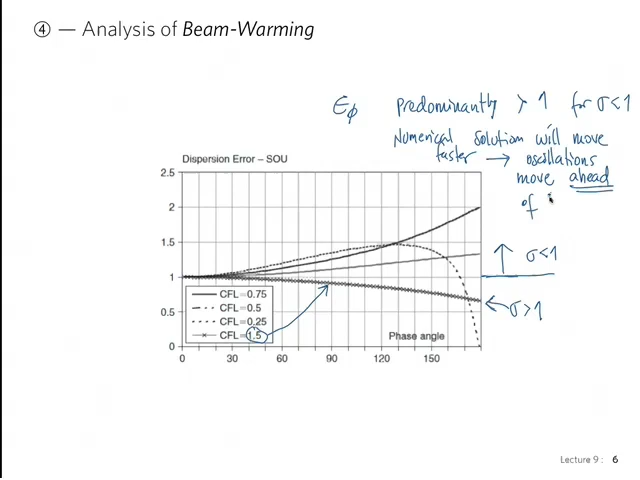 ④ — Analysis of Beam-Warming
Eφ predominantly > 1 for σ<1
Numerical solution will move
faster → oscillations
move ahead
of
Dispersion Error – SOU
2.5
2
1.5
1
0.5
0
↑ σ<1
← σ>1
CFL=0.75
CFL=0.5
CFL=0.25
CFL=1.5
Phase angle
0 30 60 90 120 150
Lecture 9 : 6